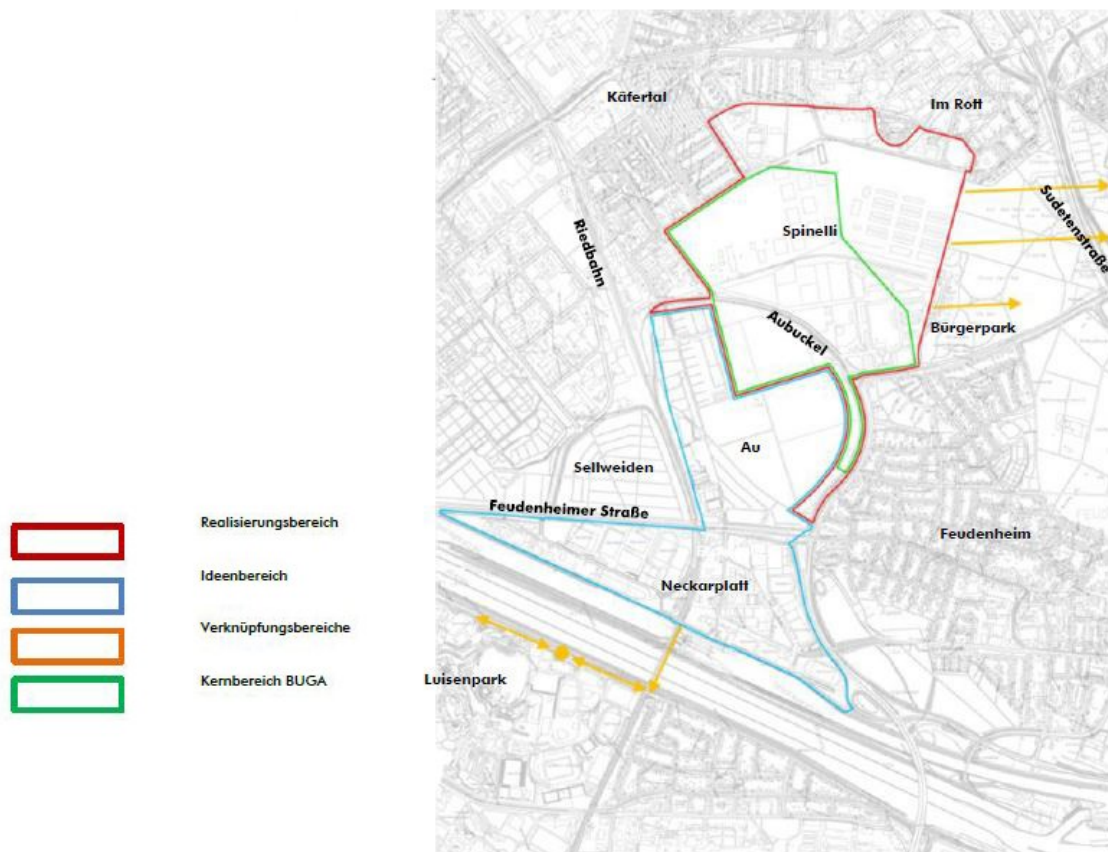 Käfertal
Im Rott
Sudetenstraße
Riedbahn
Spinelli
Aubuckel
Bürgerpark
Au
Sellweiden
Feudenheimer Straße
Feudenheim
Neckarplatt
Luisenpark
Realisierungsbereich
Ideenbereich
Verknüpfungsbereiche
Kernbereich BUGA